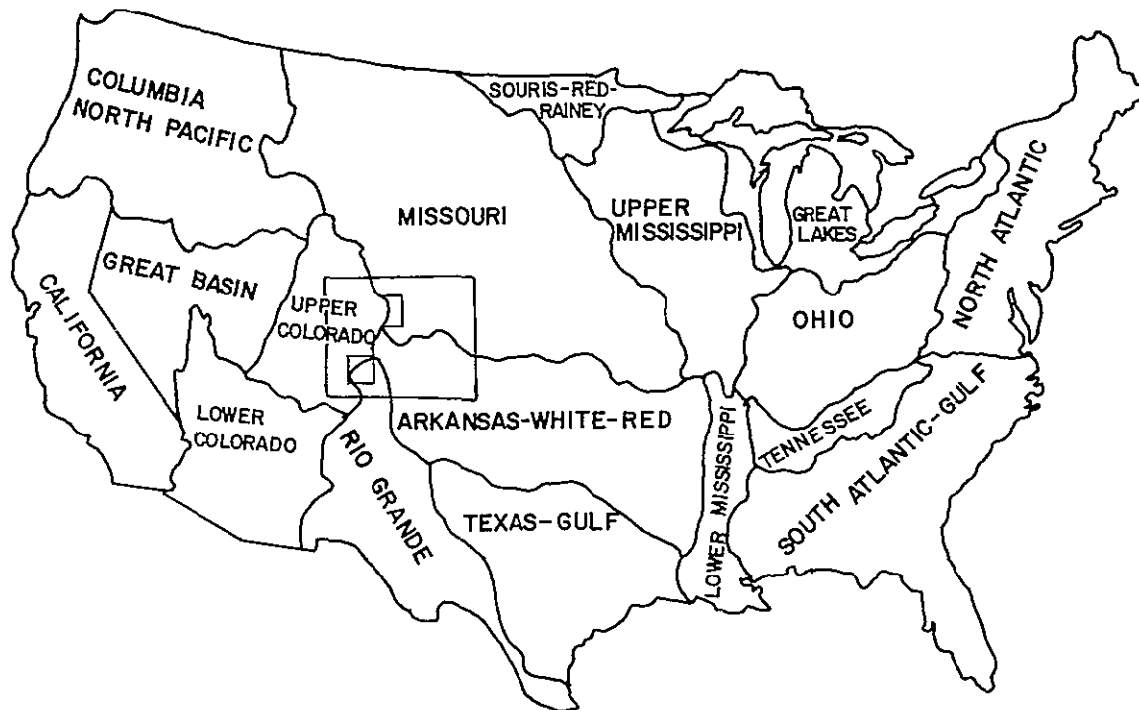 COLUMBIA
NORTH PACIFIC
SOURIS-RED-
RAINEY
MISSOURI
UPPER
MISSISSIPPI
GREAT
LAKES
NORTH ATLANTIC
GREAT BASIN
CALIFORNIA
UPPER
COLORADO
OHIO
LOWER
COLORADO
ARKANSAS-WHITE-RED
RIO GRANDE
TEXAS-GULF
LOWER MISSISSIPPI
TENNESSEE
SOUTH ATLANTIC-GULF